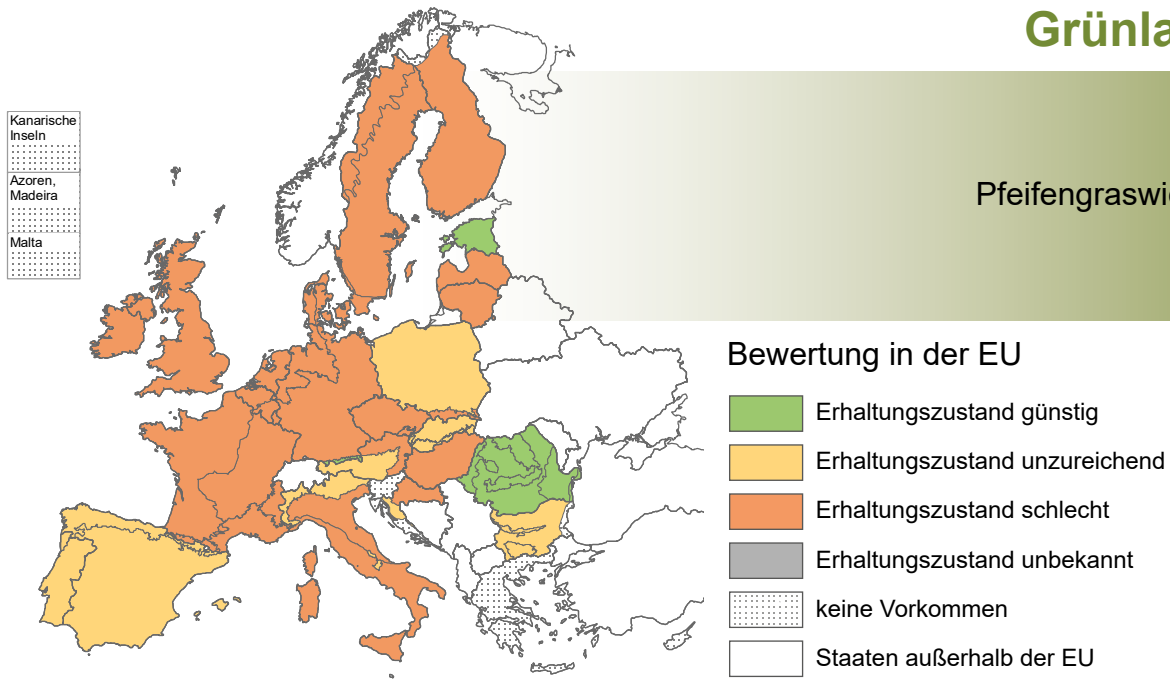 Grünla
Kanarische
Inseln
Azoren,
Madeira
Malta
Pfeifengraswie
Bewertung in der EU
Erhaltungszustand günstig
Erhaltungszustand unzureichend
Erhaltungszustand schlecht
Erhaltungszustand unbekannt
keine Vorkommen
Staaten außerhalb der EU